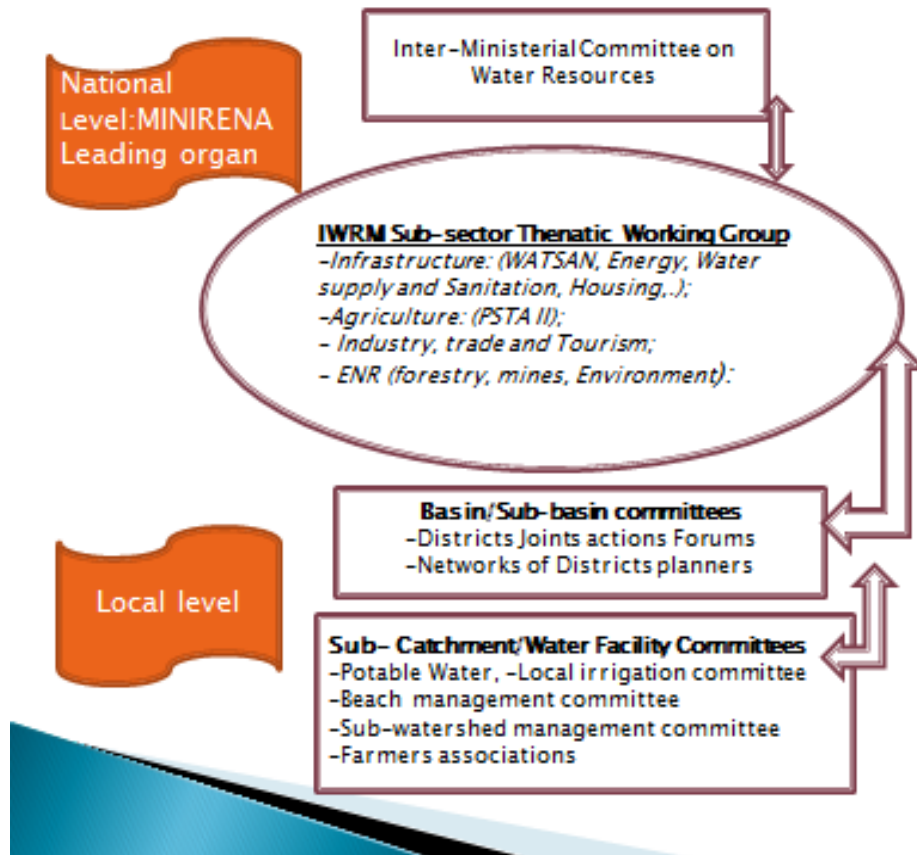 National
Level:MINIRENA
Leading organ
Inter-Ministerial Committee on
Water Resources
IWRM Sub-sector Thenatic Working Group
-Infrastructure: (WATSAN, Energy, Water
supply and Sanitation, Housing,..);
-Agriculture: (PSTA II);
- Industry, trade and Tourism;
- ENR (forestry, mines, Environment):
Basin/Sub-basin committees
-Districts Joints actions Forums
-Networks of Districts planners
Local level
Sub- Catchment/Water Facility Committees
-Potable Water, -Local irrigation committee
-Beach management committee
-Sub-watershed management committee
-Farmers associations